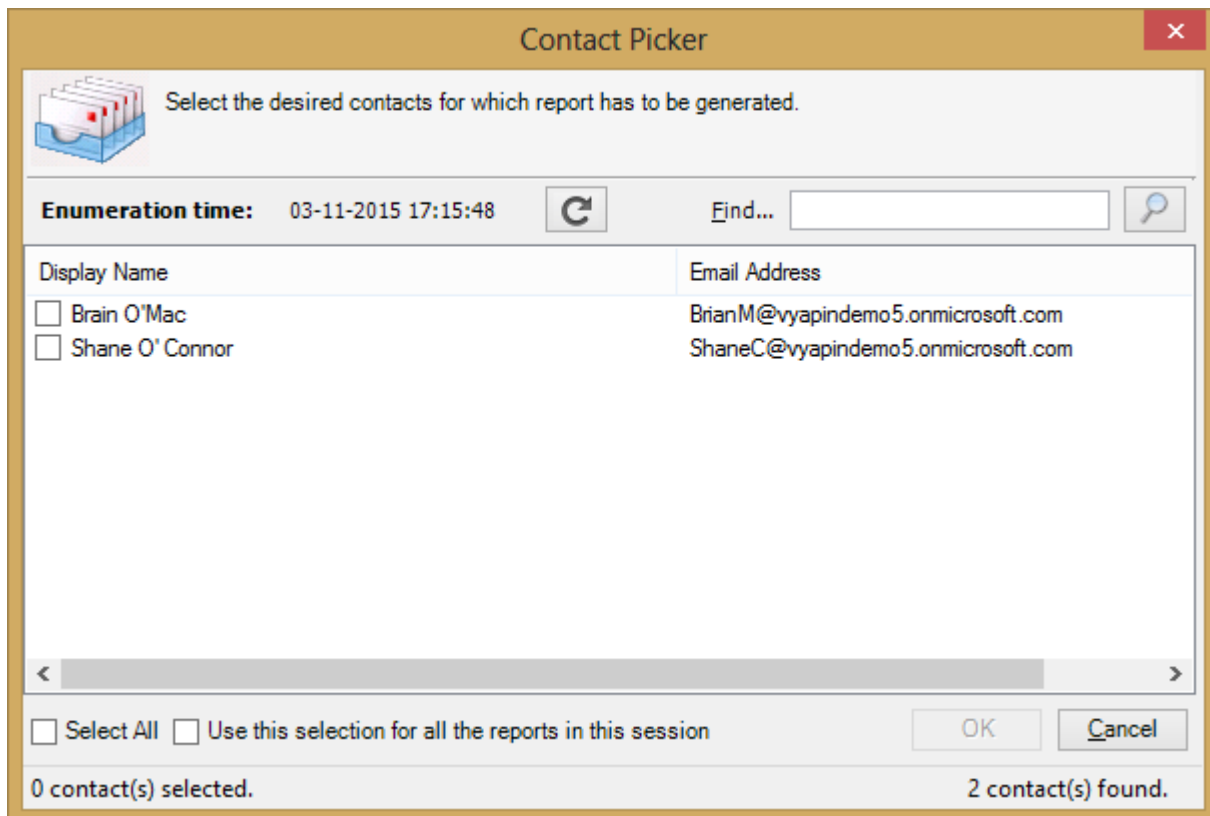 Contact Picker
Select the desired contacts for which report has to be generated.
Enumeration time: 03-11-2015 17:15:48 Find...
Display Name Email Address
Brain O'Mac BrianM@vyapindemo5.onmicrosoft.com
Shane O' Connor ShaneC@vyapindemo5.onmicrosoft.com
Select All Use this selection for all the reports in this session OK Cancel
0 contact(s) selected. 2 contact(s) found.